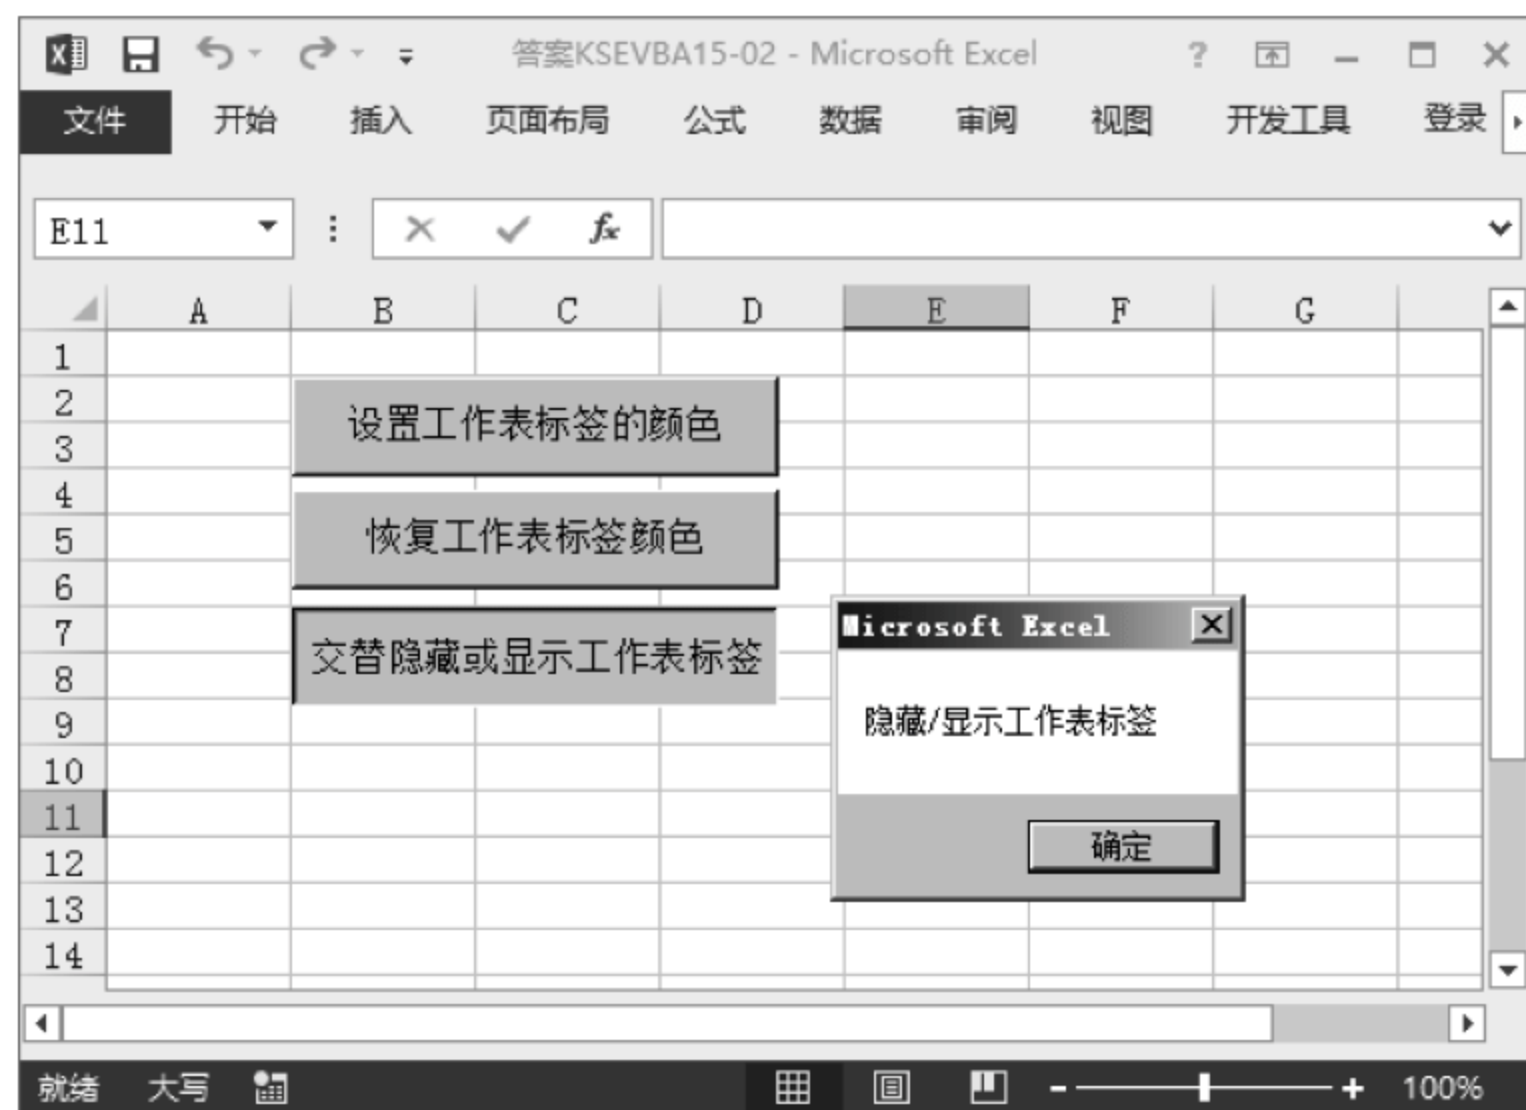 答案KSEVBA15-02 - Microsoft Excel ?
文件 开始 插入 页面布局 公式 数据 审阅 视图 开发工具 登录
E11 fx
A B C D E F G
1
2
设置工作表标签的颜色
3
4
恢复工作表标签颜色
5
6
7
交替隐藏或显示工作表标签
8
Microsoft Excel
隐藏/显示工作表标签
确定
9
10
11
12
13
14
就绪 大写 100%